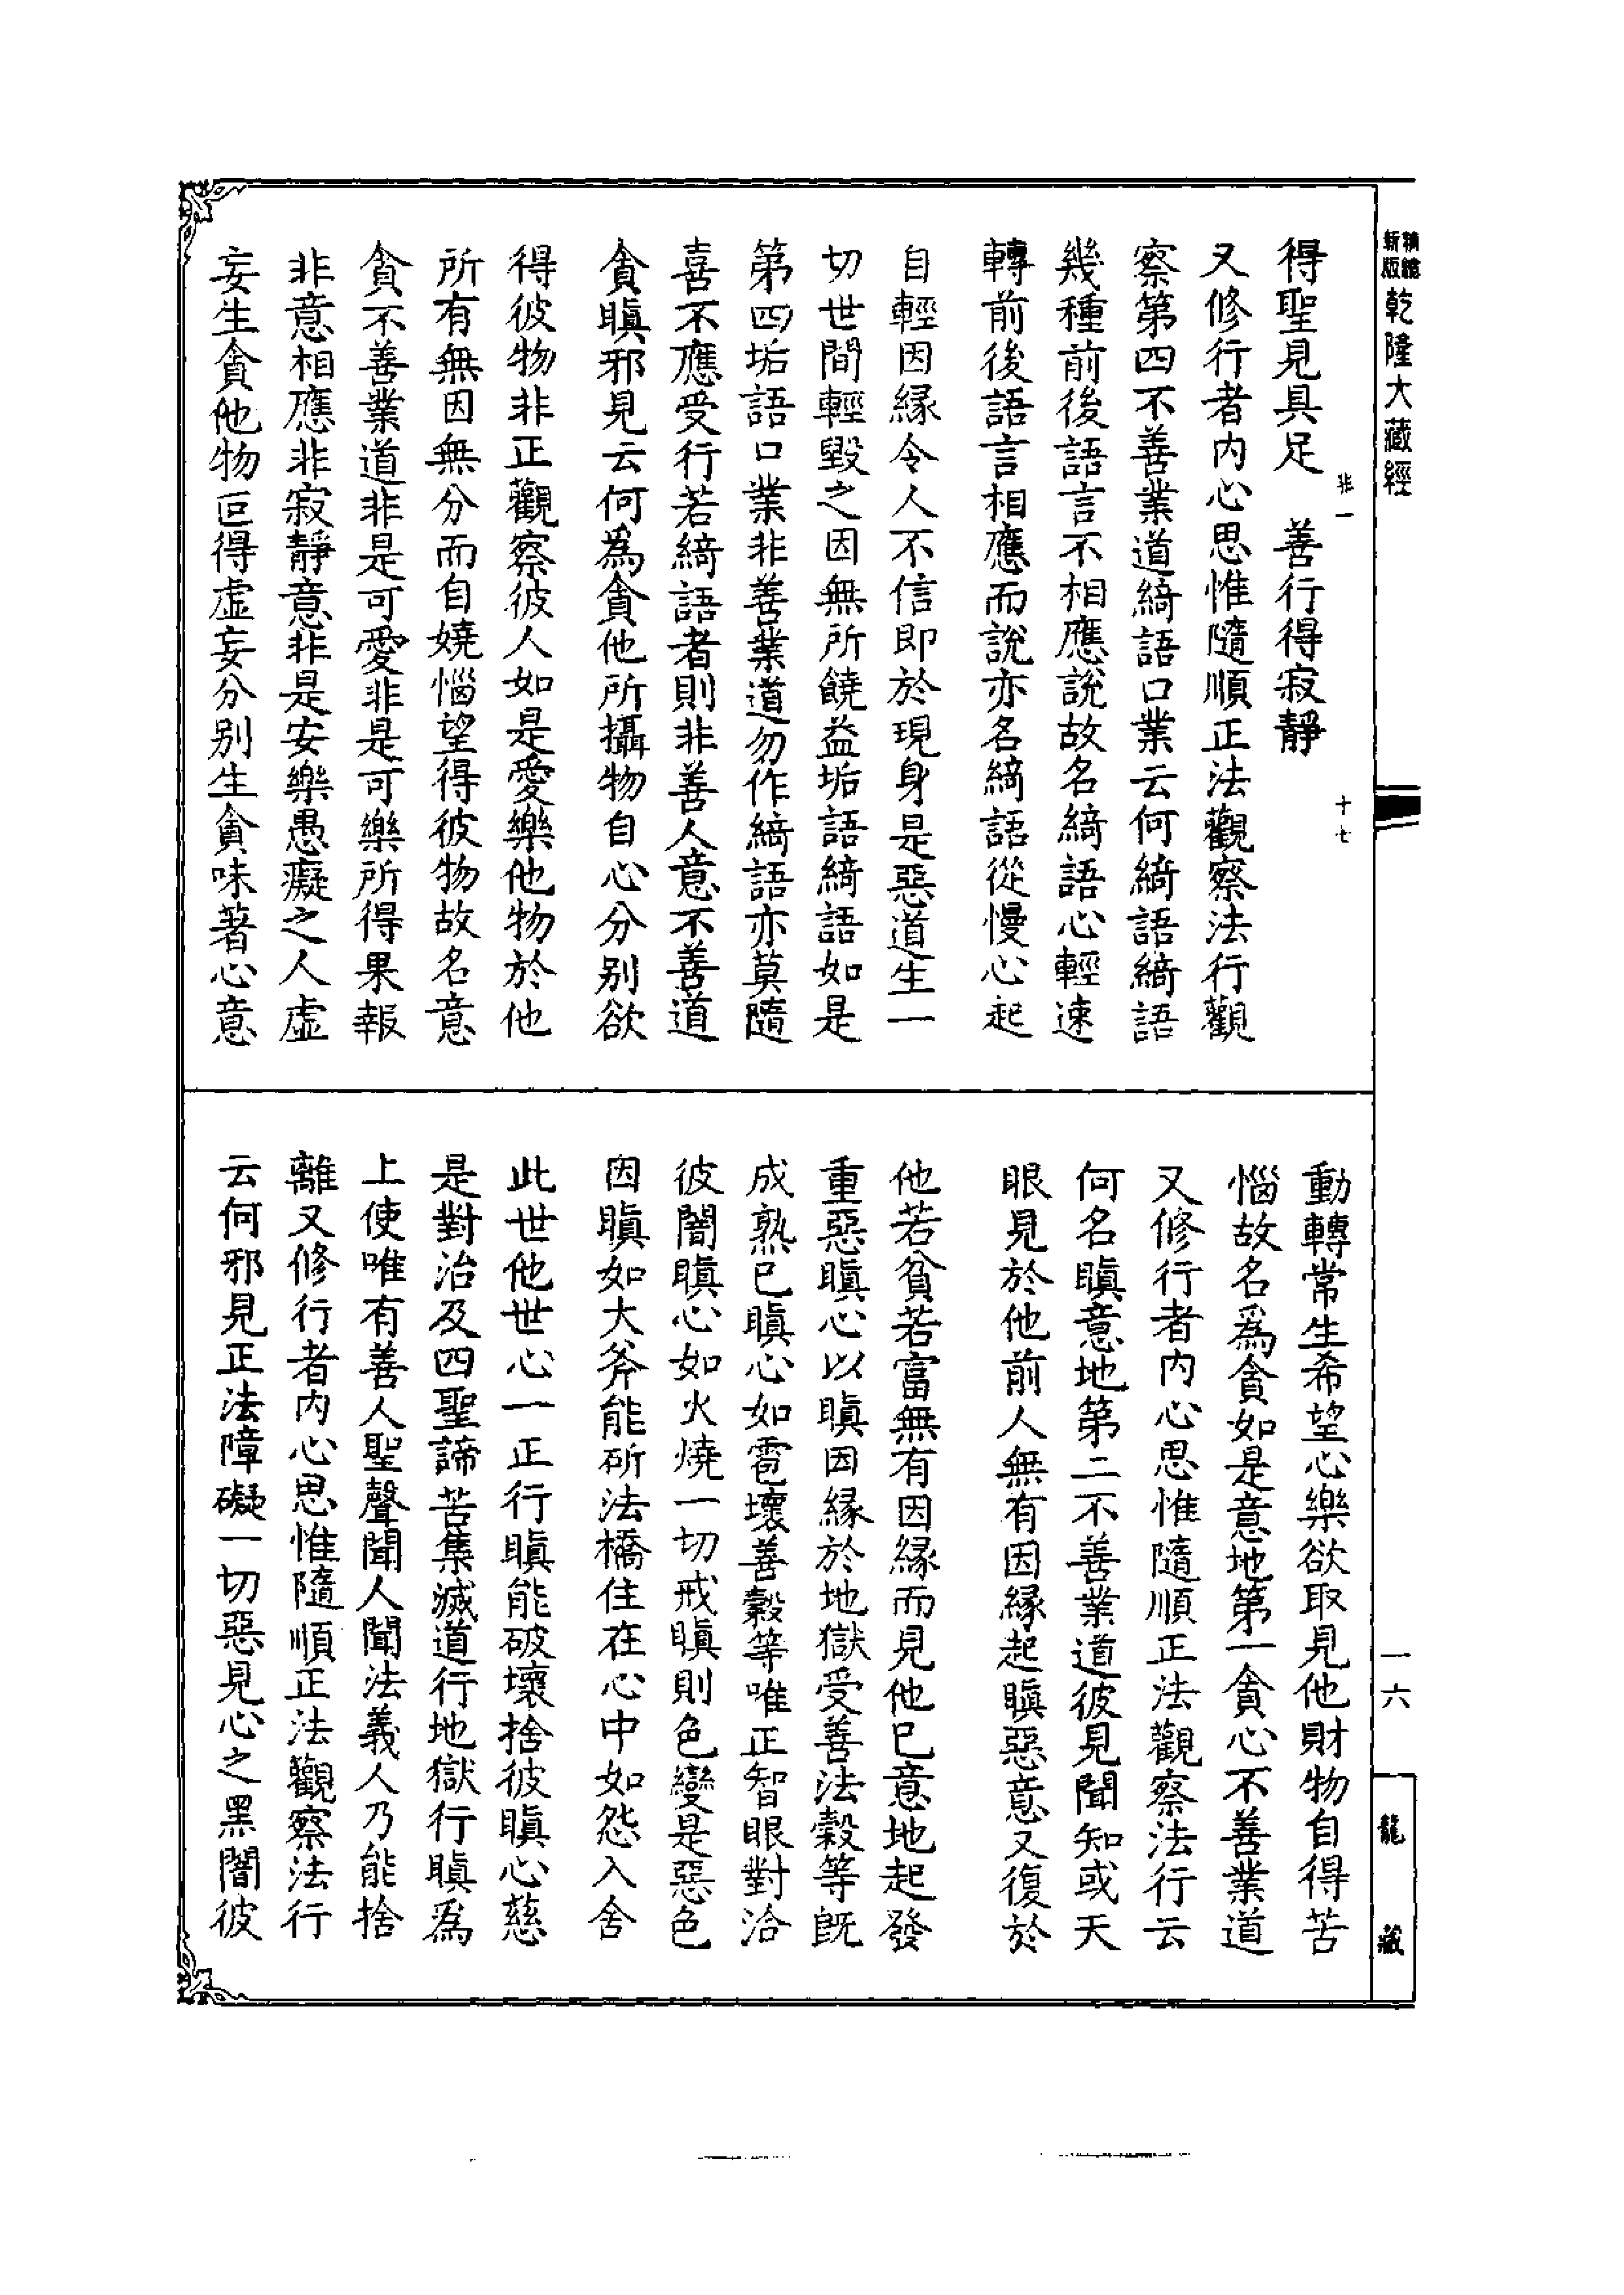 新版
乾隆大藏經
非一
十七
得聖見具足　善行得寂靜
又修行者內心思惟隨順正法觀察法行觀
察第四不善業道綺語口業云何綺語綺語
幾種前後語言不相應說故名綺語心輕速
轉前後語言相應而說亦名綺語從慢心起
自輕因緣令人不信即於現身是惡道生一
切世間輕毀之因無所饒益垢語綺語如是
第四垢語口業非善業道勿作綺語亦莫隨
喜不應受行若綺語者則非善人意不善道
貪瞋邪見云何為貪他所攝物自心分別欲
得彼物非正觀察彼人如是愛樂他物於他
所有無因無分而自嬈惱望得彼物故名意
貪不善業道非是可愛非是可樂所得果報
非意相應非寂靜意非是安樂愚癡之人虛
妄生貪他物叵得虛妄分別生貪味著心意
動轉常生希望心樂欲取見他財物自得苦
惱故名為貪如是意地第一貪心不善業道
又修行者內心思惟隨順正法觀察法行云
何名瞋意地第二不善業道彼見聞知或天
眼見於他前人無有因緣起瞋惡意又復於
他若貧若富無有因緣而見他已意地起發
重惡瞋心以瞋因緣於地獄受善法穀等既
成熟已瞋心如雹壞善穀等唯正智眼對治
彼闇瞋心如火燒一切戒瞋則色變是惡色
因瞋如大斧能斫法橋住在心中如怨入舍
此世他世心一正行瞋能破壞捨彼瞋心慈
是對治及四聖諦苦集滅道行地獄行瞋為
上使唯有善人聖聲聞人聞法義人乃能捨
離又修行者內心思惟隨順正法觀察法行
云何邪見正法障礙一切惡見心之黑闇彼
一六
龍藏